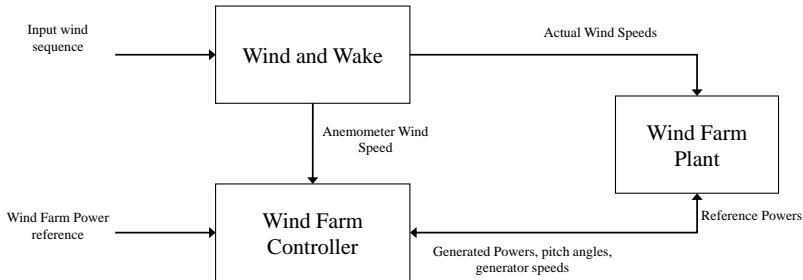 Input wind
sequence
Wind and Wake
Actual Wind Speeds
Anemometer Wind
Speed
Wind Farm
Plant
Wind Farm Power
reference
Wind Farm
Controller
Reference Powers
Generated Powers, pitch angles,
generator speeds